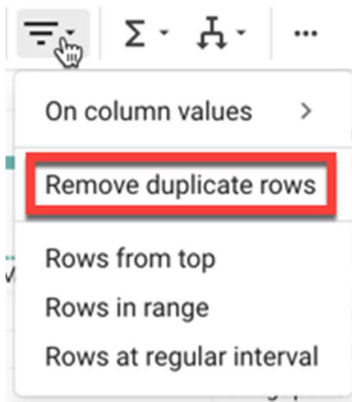 Σ
...
On column values >
Remove duplicate rows
Rows from top
Rows in range
Rows at regular interval